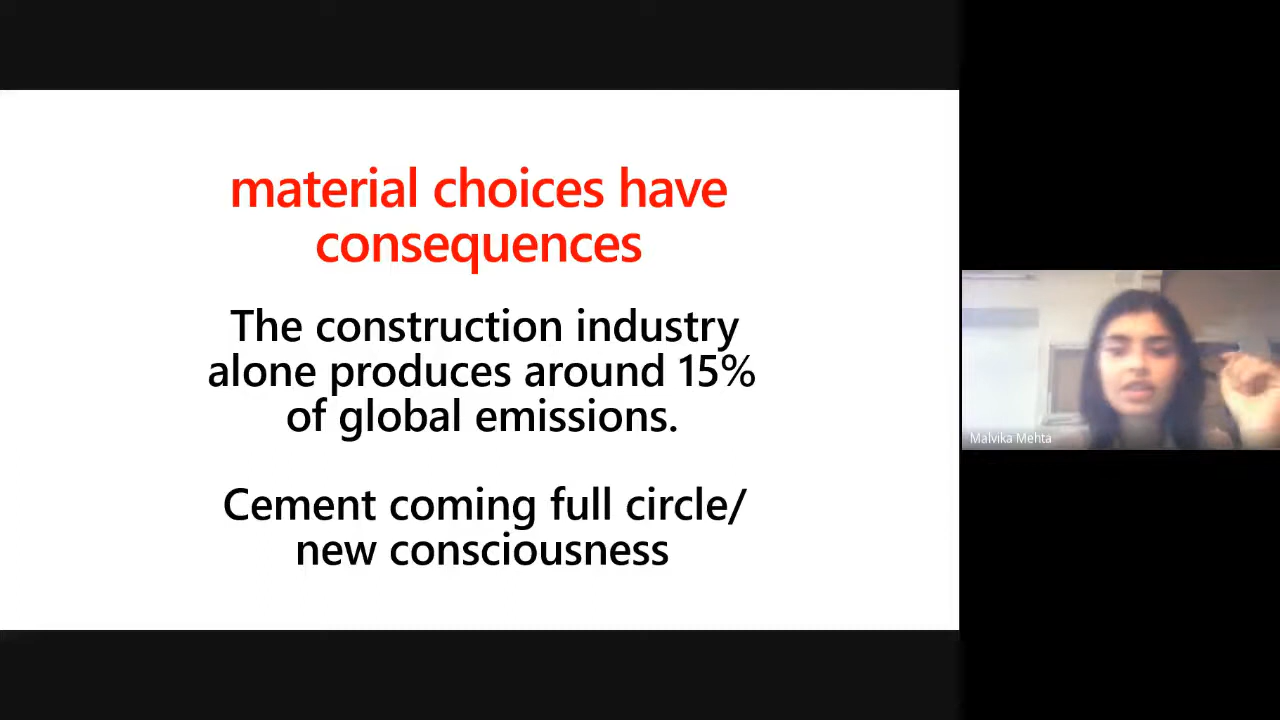 material choices have
consequences
The construction industry
alone produces around 15%
of global emissions.
Cement coming full circle/
new consciousness
Malvika Mehta